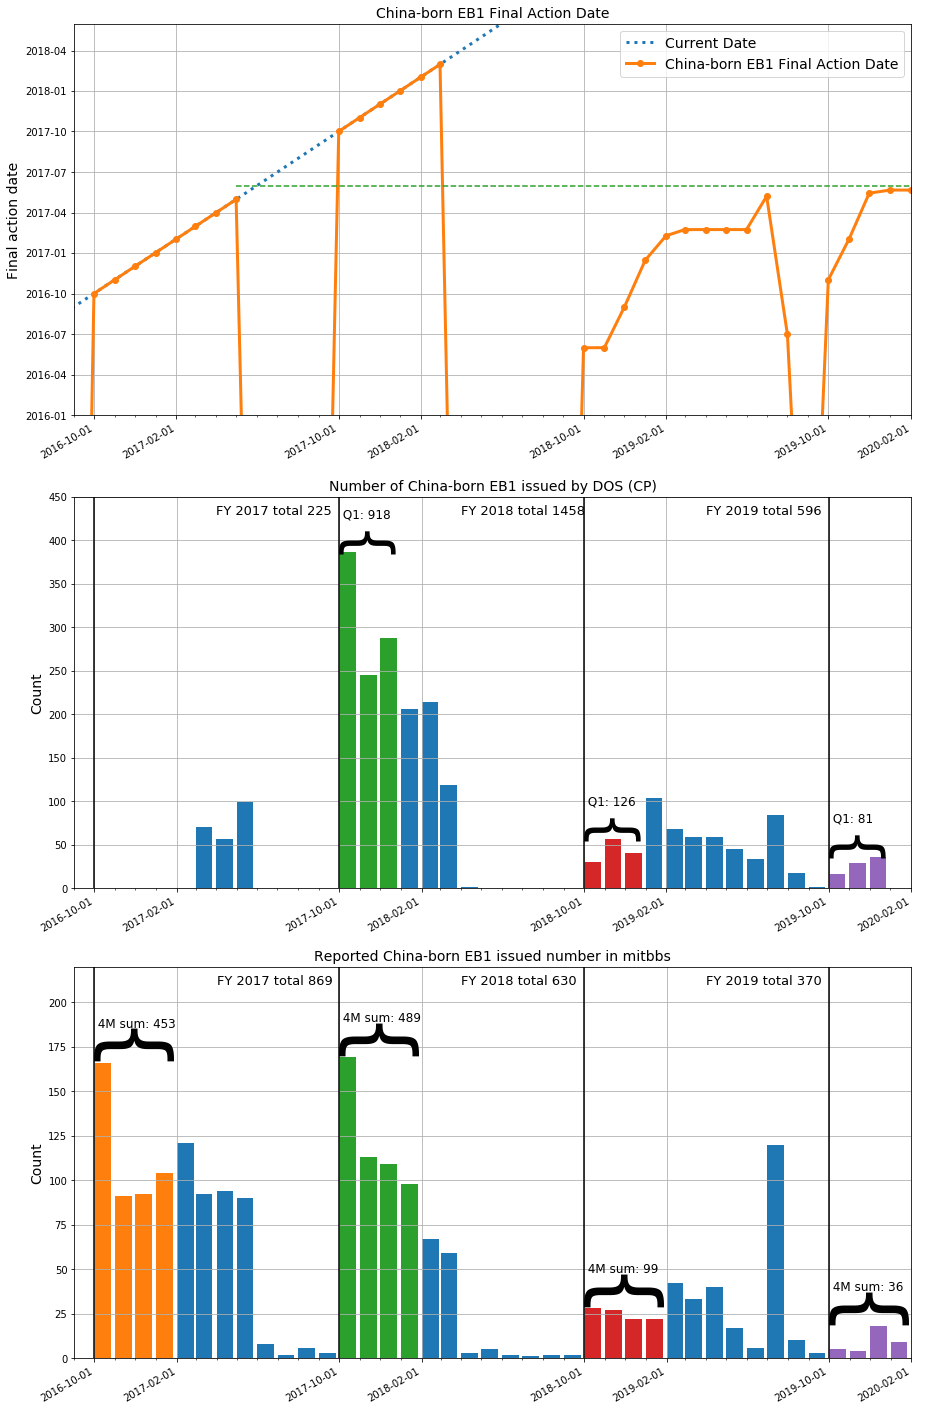 China-born EB1 Final Action Date
Current Date
China-born EB1 Final Action Date
Final action date
2018-04
2018-01
2017-10
2017-07
2017-04
2017-01
2016-10
2016-07
2016-04
2016-01
2016-10-01
2017-02-01
2017-10-01
2018-02-01
2018-10-01
2019-02-01
2019-10-01
2020-02-01
Number of China-born EB1 issued by DOS (CP)
FY 2017 total 225
FY 2018 total 1458
FY 2019 total 596
Q1: 918
Q1: 126
Q1: 81
Count
450
400
350
300
250
200
150
100
50
0
2016-10-01
2017-02-01
2017-10-01
2018-02-01
2018-10-01
2019-02-01
2019-10-01
2020-02-01
Reported China-born EB1 issued number in mitbbs
FY 2017 total 869
FY 2018 total 630
FY 2019 total 370
4M sum: 453
4M sum: 489
4M sum: 99
4M sum: 36
Count
200
175
150
125
100
75
50
25
0
2016-10-01
2017-02-01
2017-10-01
2018-02-01
2018-10-01
2019-02-01
2019-10-01
2020-02-01